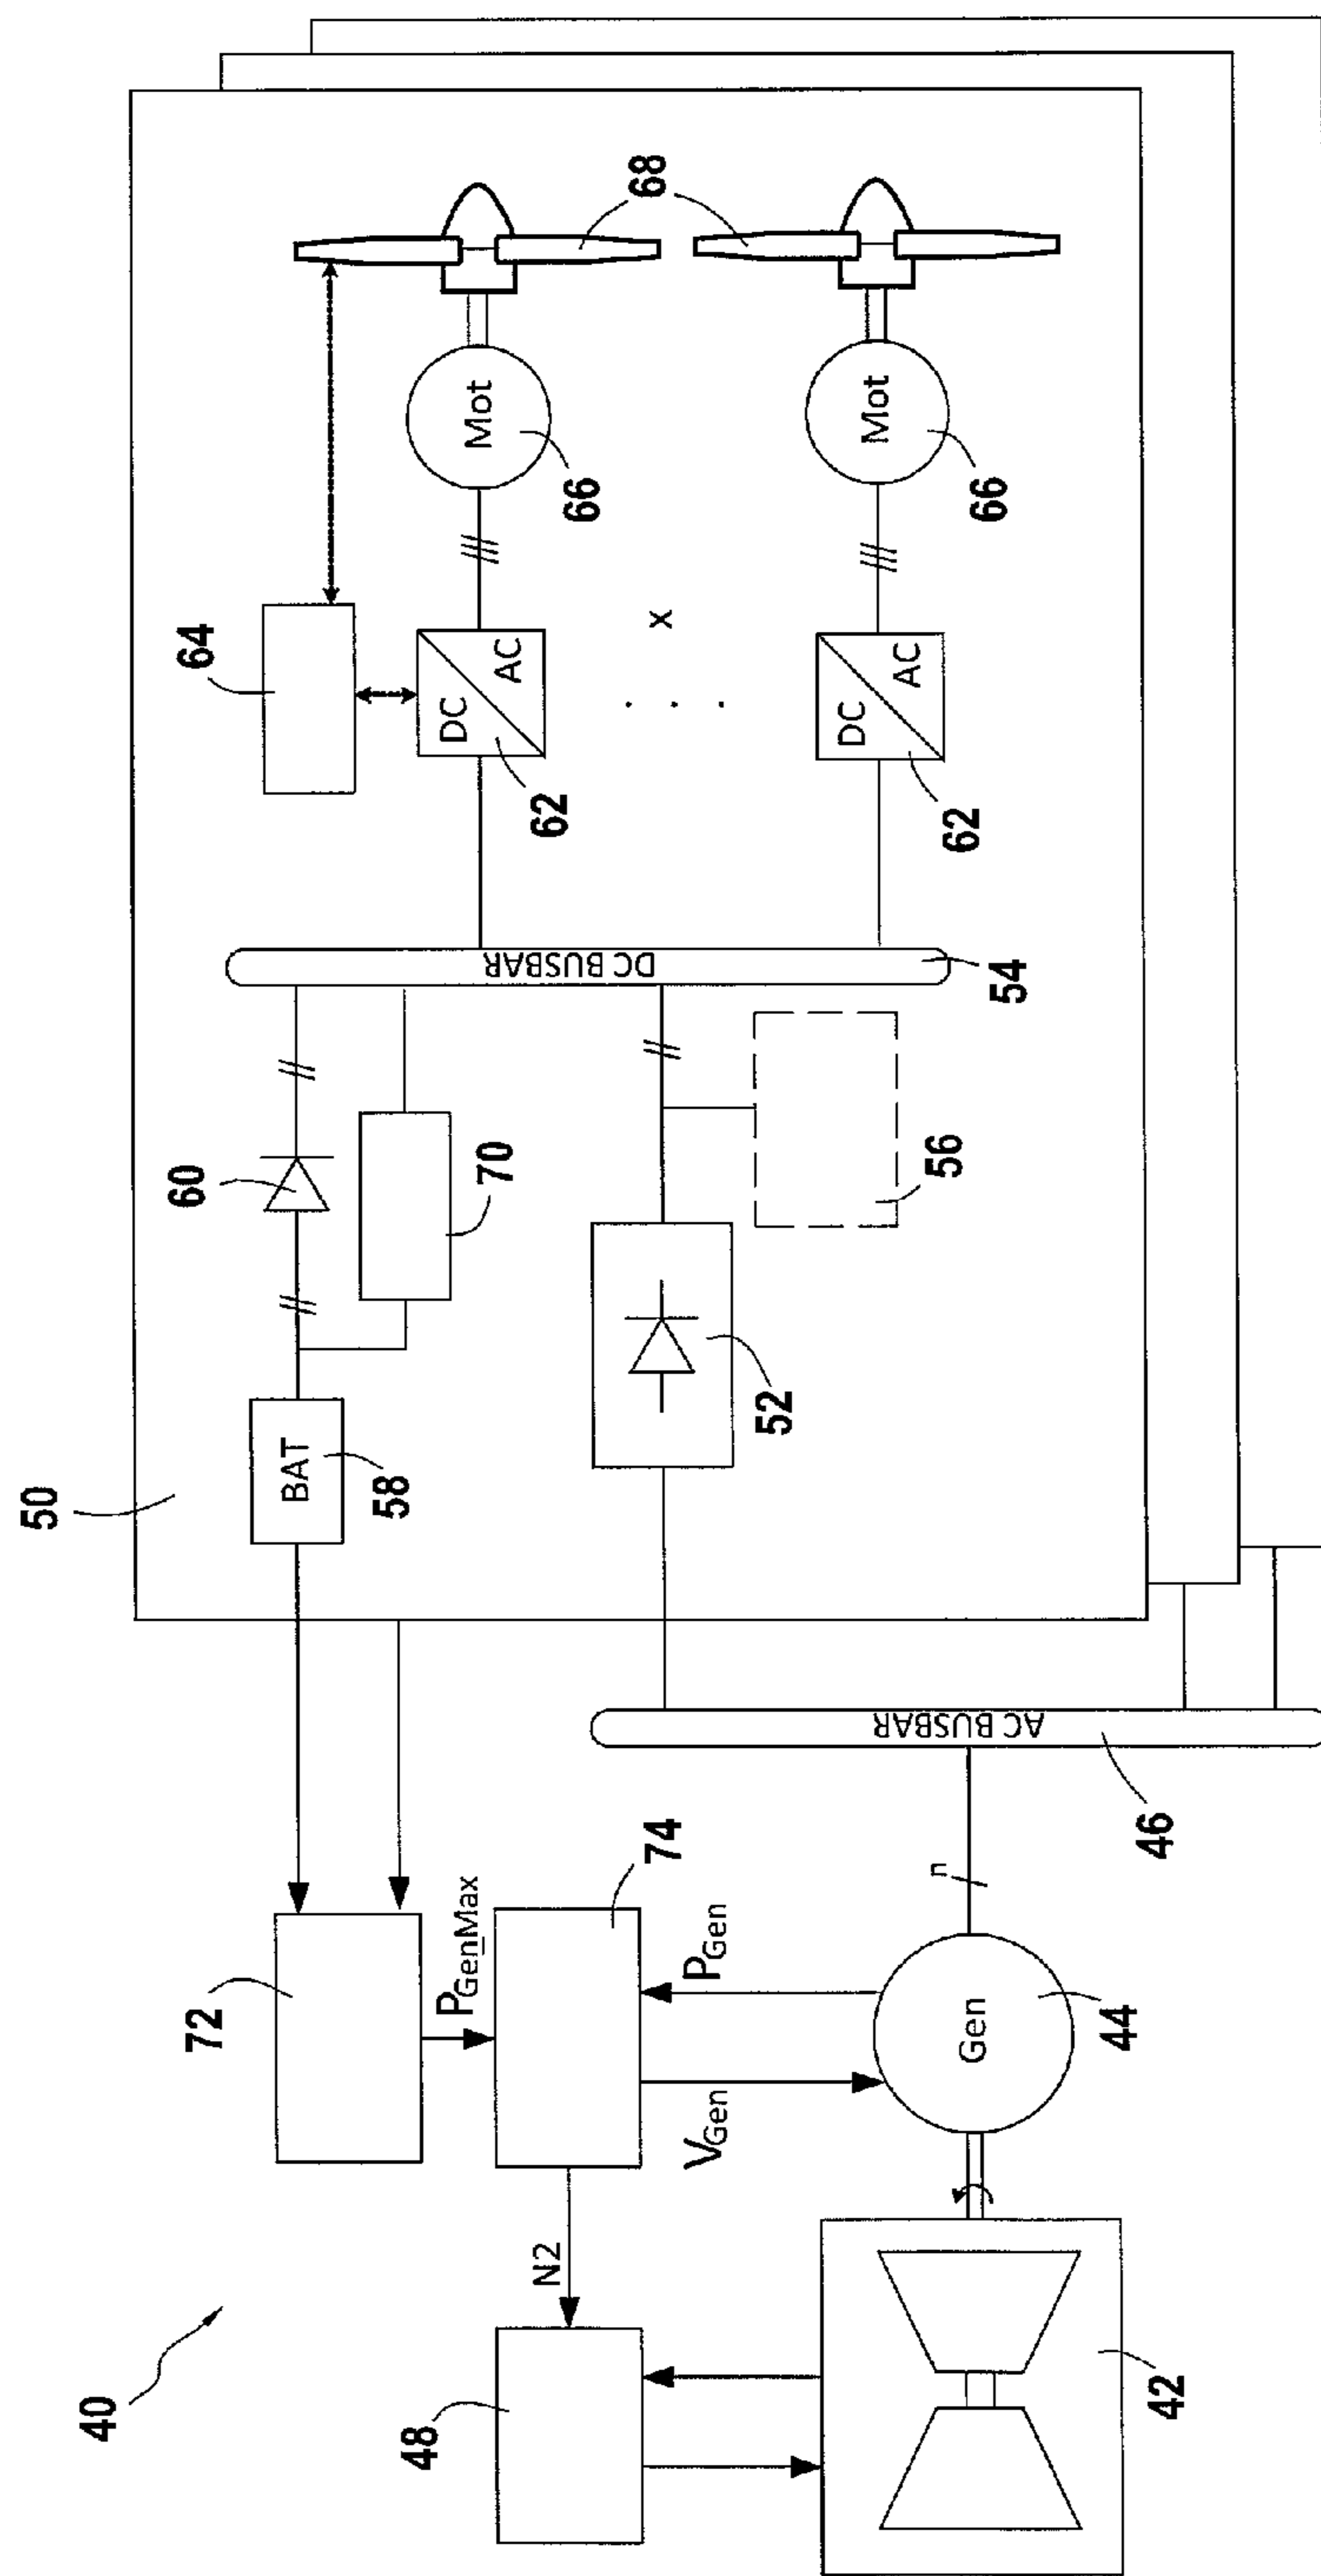 40
48
42
N2
72
P_Gen_Max
74
V_Gen
P_Gen
Gen
44
n
46
AC BUSBAR
50
BAT
58
60
70
52
56
DC BUSBAR
54
64
DC
AC
62
x
. . .
DC
AC
62
Mot
66
Mot
66
68